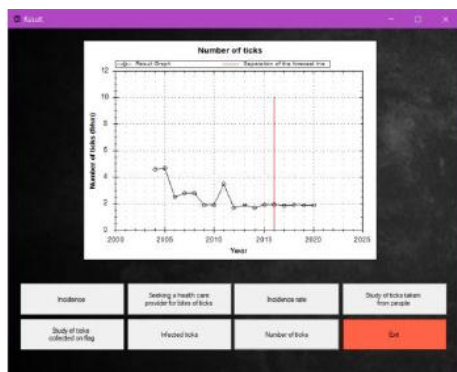 Result
Number of ticks
Result Graph
Separation of the forecast line
12
10
8
6
4
2
0
Number of ticks (bites)
2000
2005
2010
2015
2020
2025
Year
Incidence
Seeking a health care
provider for bites of ticks
Incidence rate
Study of ticks taken
from people
Study of ticks
collected on flag
Infected ticks
Number of ticks
Exit